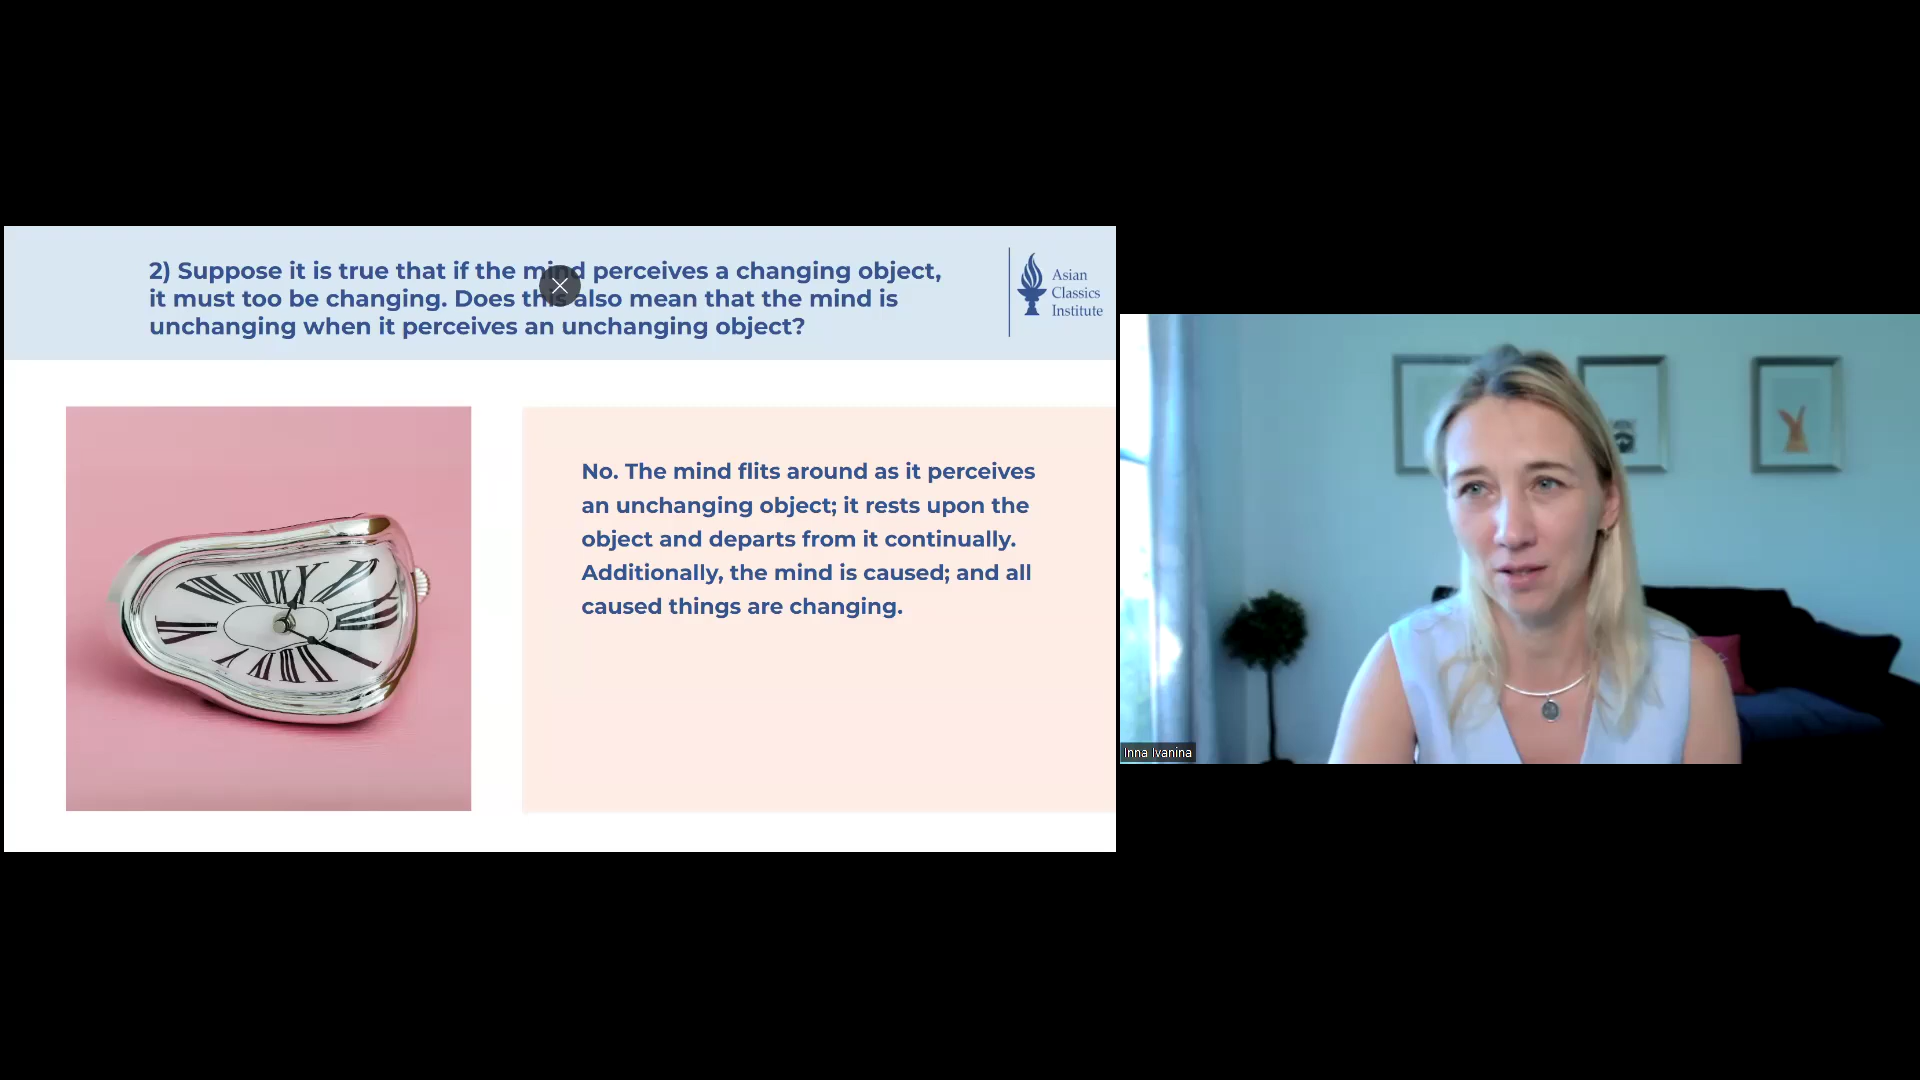 2) Suppose it is true that if the mind perceives a changing object,
it must too be changing. Does this also mean that the mind is
unchanging when it perceives an unchanging object?
Asian
Classics
Institute
No. The mind flits around as it perceives
an unchanging object; it rests upon the
object and departs from it continually.
Additionally, the mind is caused; and all
caused things are changing.
Inna Ivanina